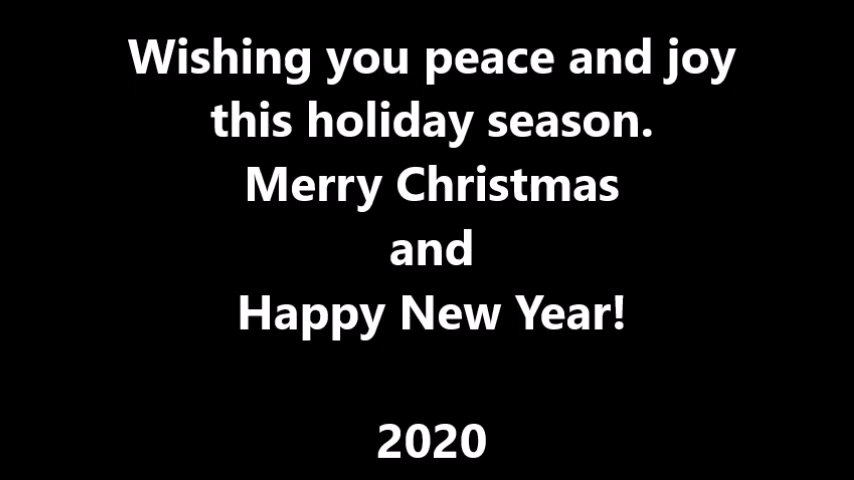 Wishing you peace and joy
this holiday season.
Merry Christmas
and
Happy New Year!
2020